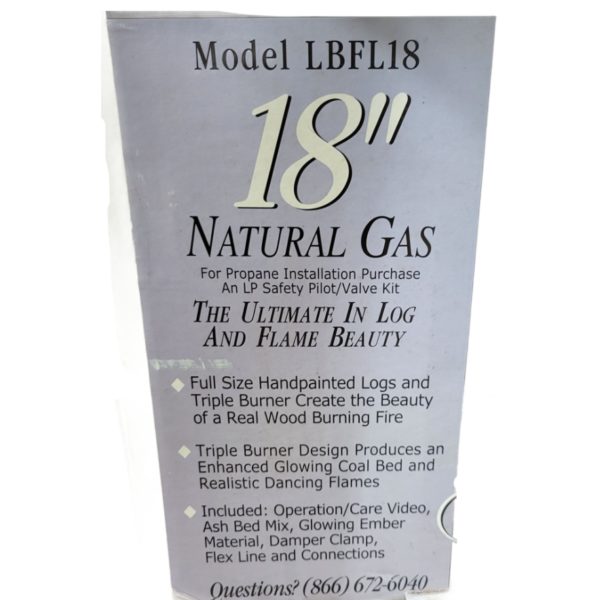 Model LBFL18
18"
NATURAL GAS
For Propane Installation Purchase
An LP Safety Pilot/Valve Kit
THE ULTIMATE IN LOG
AND FLAME BEAUTY
Full Size Handpainted Logs and
Triple Burner Create the Beauty
of a Real Wood Burning Fire
Triple Burner Design Produces an
Enhanced Glowing Coal Bed and
Realistic Dancing Flames
Included: Operation/Care Video,
Ash Bed Mix, Glowing Ember
Material, Damper Clamp,
Flex Line and Connections
Questions? (866) 672-6040